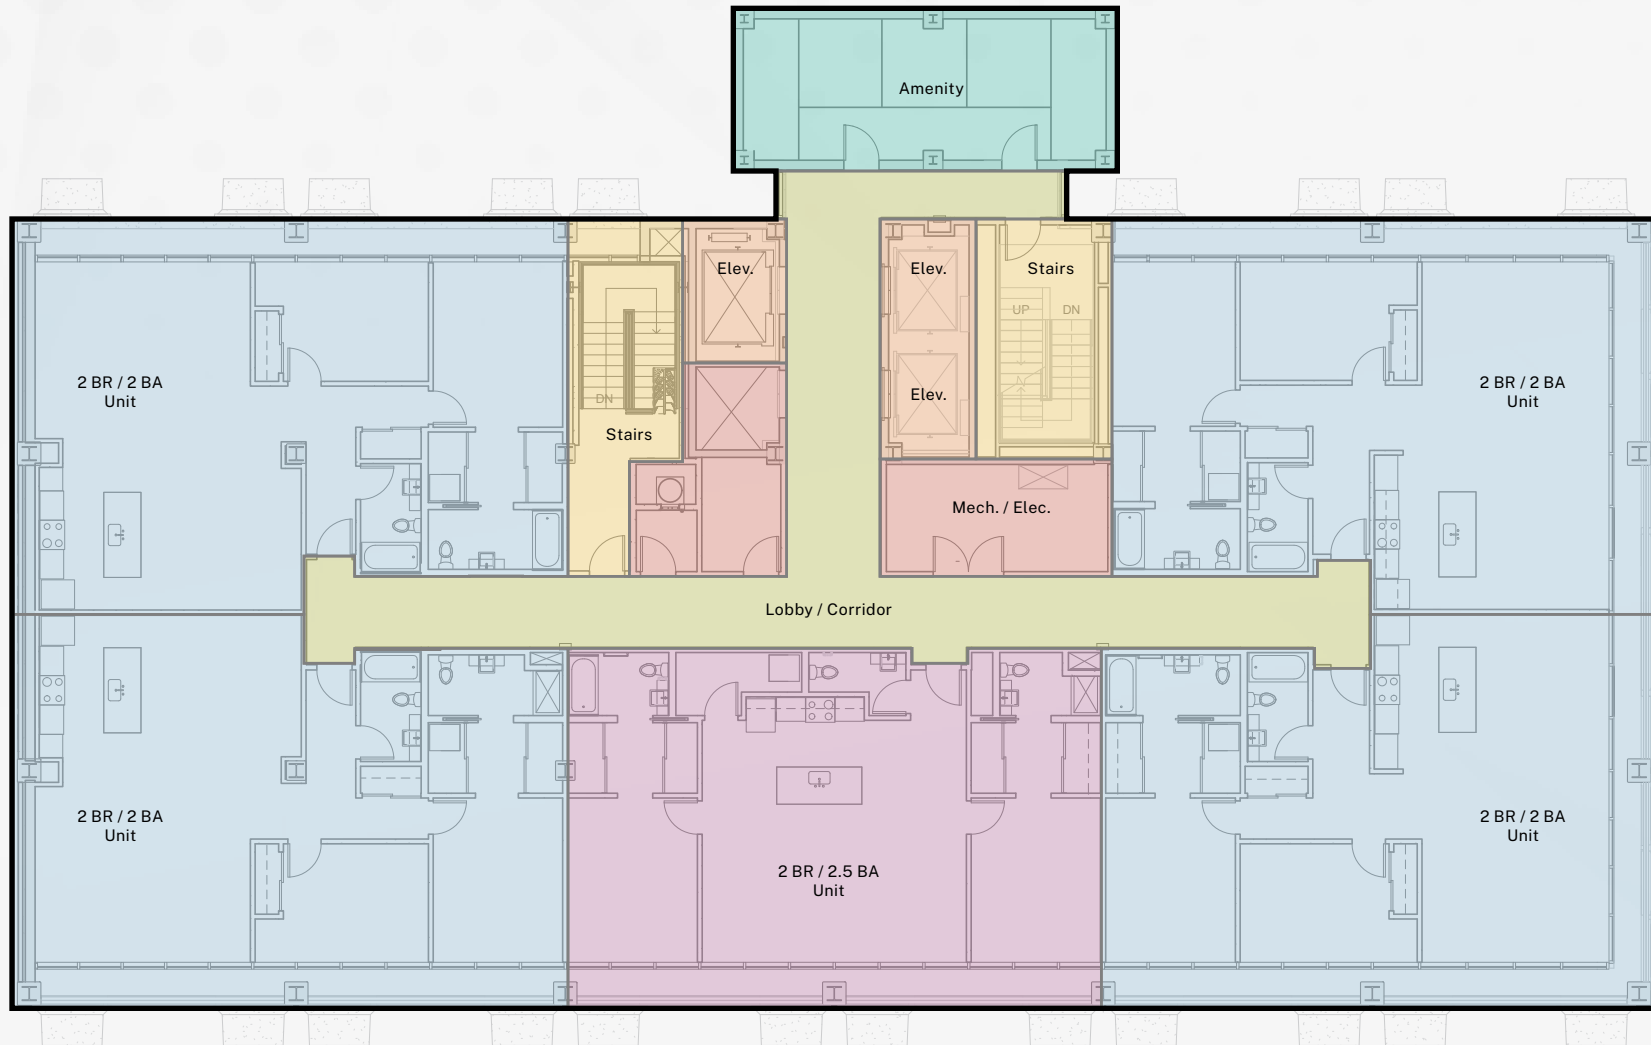 Amenity
Elev.
Elev.
Stairs
UP
DN
2 BR / 2 BA
Unit
2 BR / 2 BA
Unit
Elev.
DN
Stairs
Mech. / Elec.
Lobby / Corridor
2 BR / 2 BA
Unit
2 BR / 2.5 BA
Unit
2 BR / 2 BA
Unit